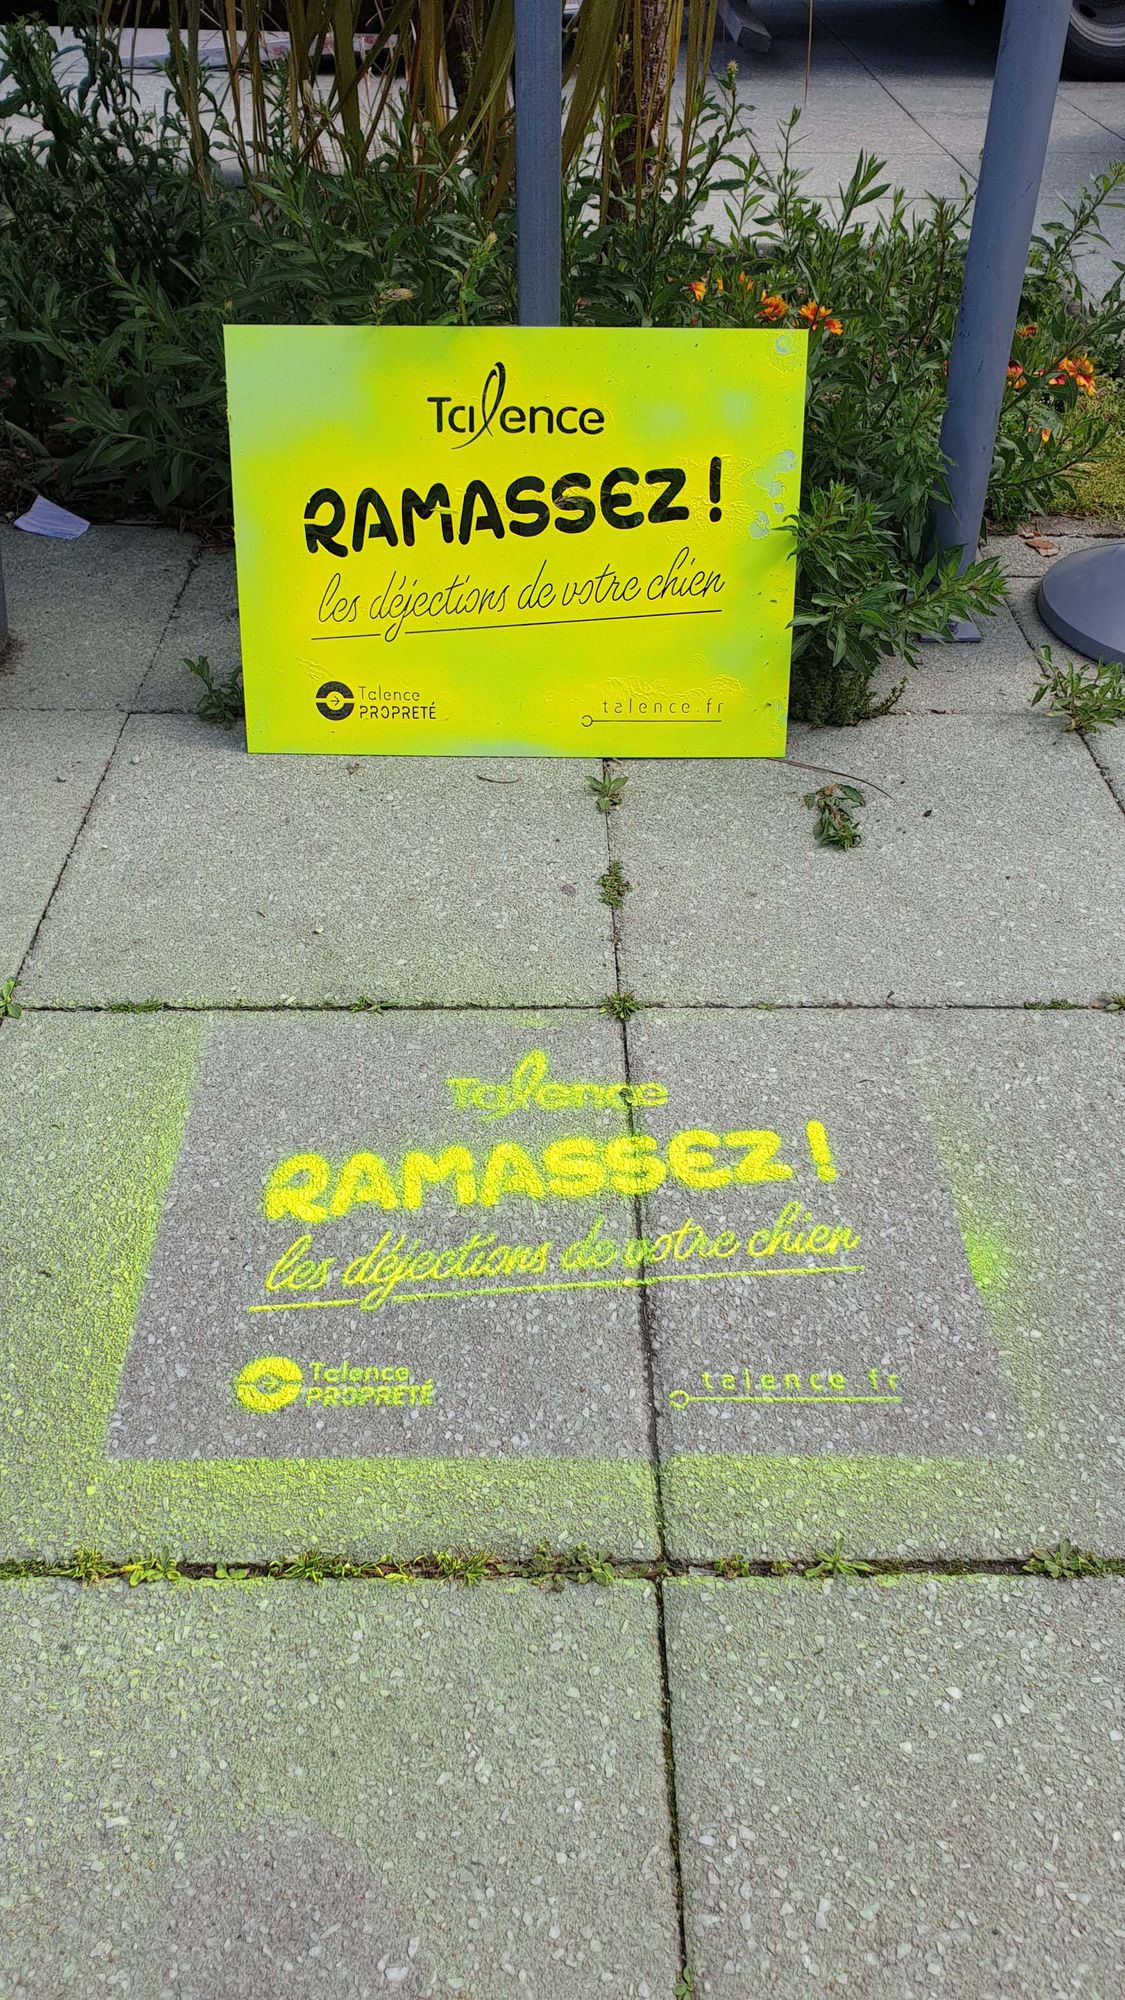 Talence
RAMASSEZ !
les déjections de votre chien
Talence
PROPRETÉ
talence.fr
Talence
RAMASSEZ !
les déjections de votre chien
Talence
PROPRETÉ
talence.fr